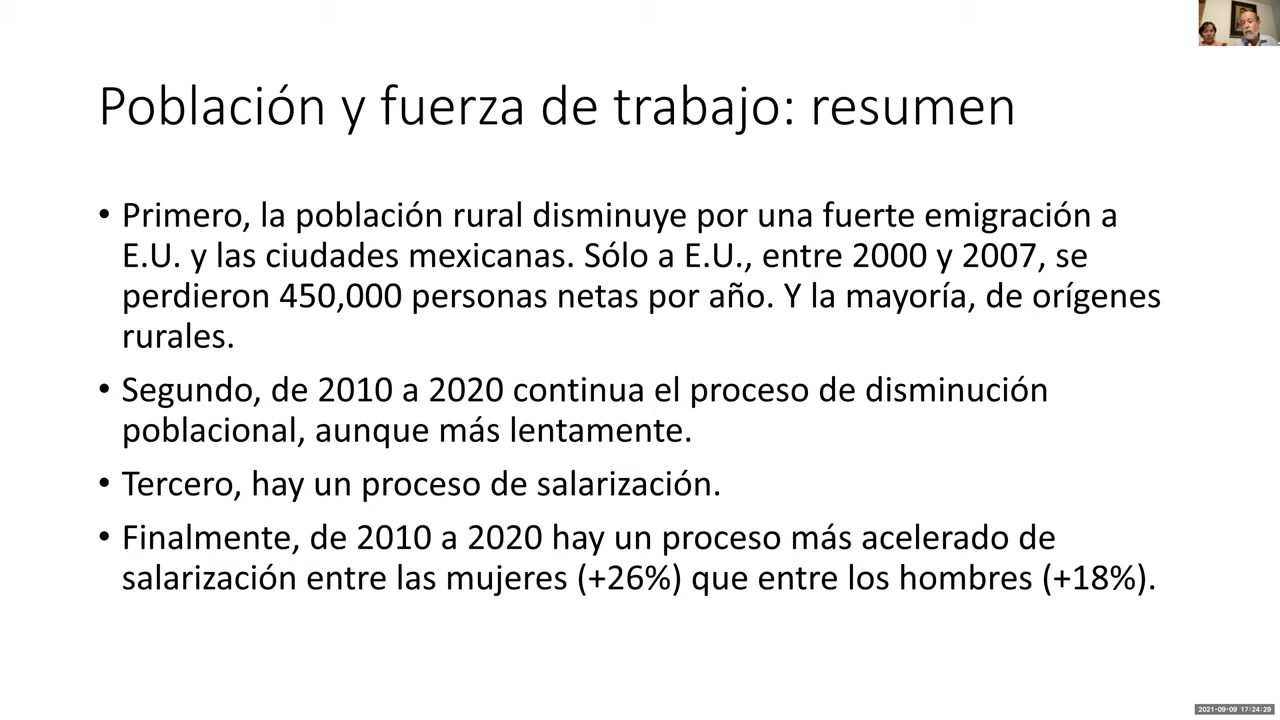 Población y fuerza de trabajo: resumen
• Primero, la población rural disminuye por una fuerte emigración a
E.U. y las ciudades mexicanas. Sólo a E.U., entre 2000 y 2007, se
perdieron 450,000 personas netas por año. Y la mayoría, de orígenes
rurales.
• Segundo, de 2010 a 2020 continua el proceso de disminución
poblacional, aunque más lentamente.
• Tercero, hay un proceso de salarización.
• Finalmente, de 2010 a 2020 hay un proceso más acelerado de
salarización entre las mujeres (+26%) que entre los hombres (+18%).
2021-09-09 17:24:29